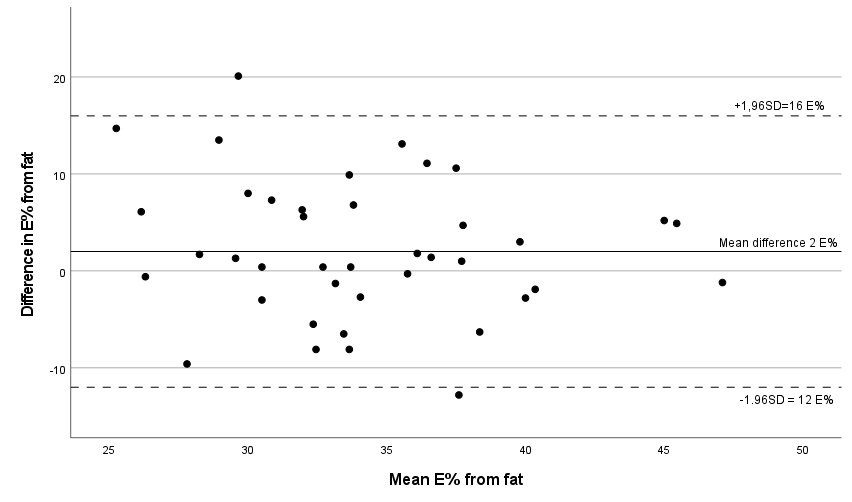 20
+1,96SD=16 E%
10
Mean difference 2 E%
0
-10
-1.96SD = 12 E%
Difference in E% from fat
25 30 35 40 45 50
Mean E% from fat